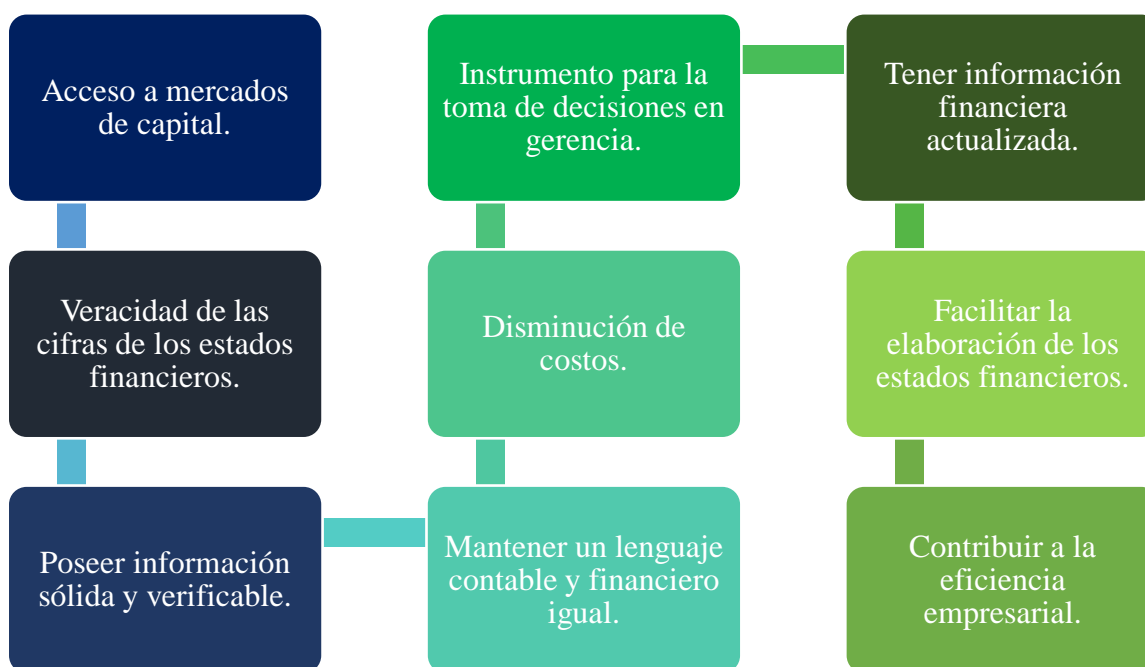 Acceso a mercados
de capital.
Veracidad de las
cifras de los estados
financieros.
Poseer información
sólida y verificable.
Mantener un lenguaje
contable y financiero
igual.
Disminución de
costos.
Instrumento para la
toma de decisiones en
gerencia.
Tener información
financiera
actualizada.
Facilitar la
elaboración de los
estados financieros.
Contribuir a la
eficiencia
empresarial.